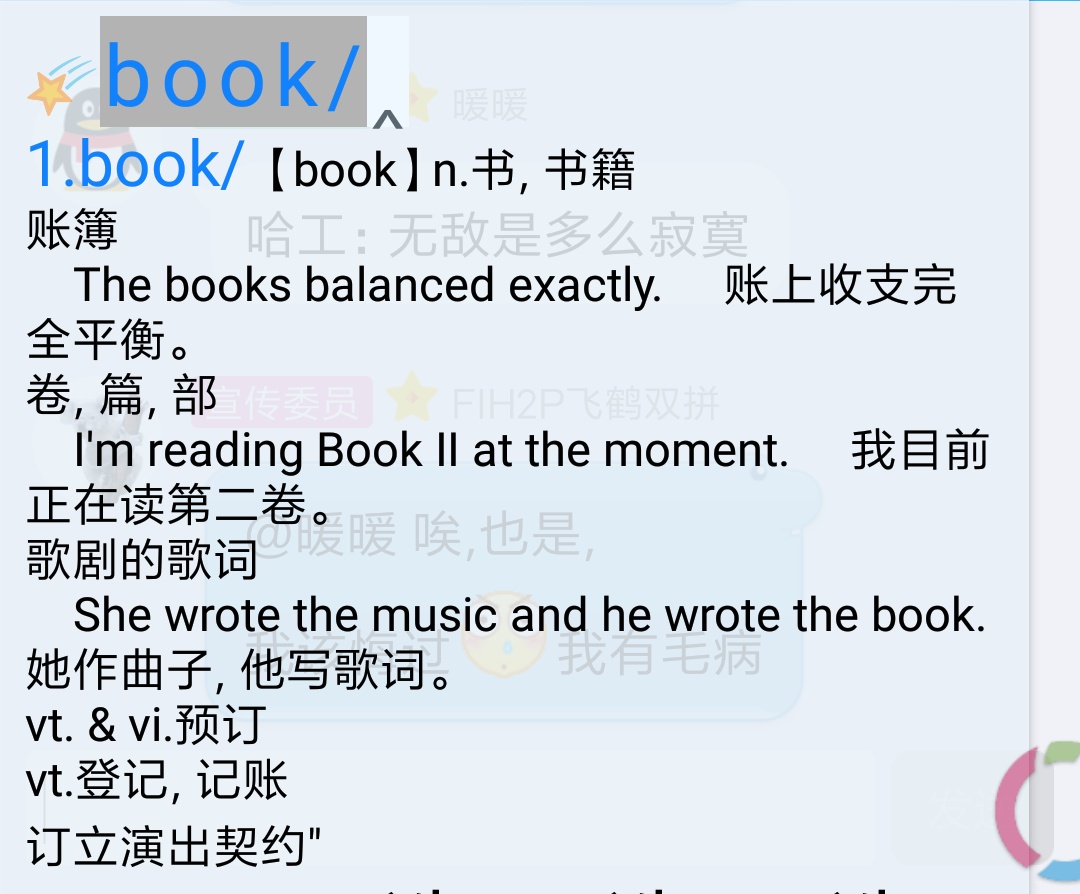 book/
暖暖
1.book/【book】n.书, 书籍
哈工: 无敌是多么寂寞
账簿
The books balanced exactly. 账上收支完
全平衡。
卷, 篇, 部
宣传委员 FIH2P飞鹤双拼
I'm reading Book II at the moment. 我目前
正在读第二卷。
@暖暖 唉,也是,
歌剧的歌词
She wrote the music and he wrote the book.
我该悔过 我有毛病
她作曲子, 他写歌词。
vt. & vi.预订
vt.登记, 记账
订立演出契约"